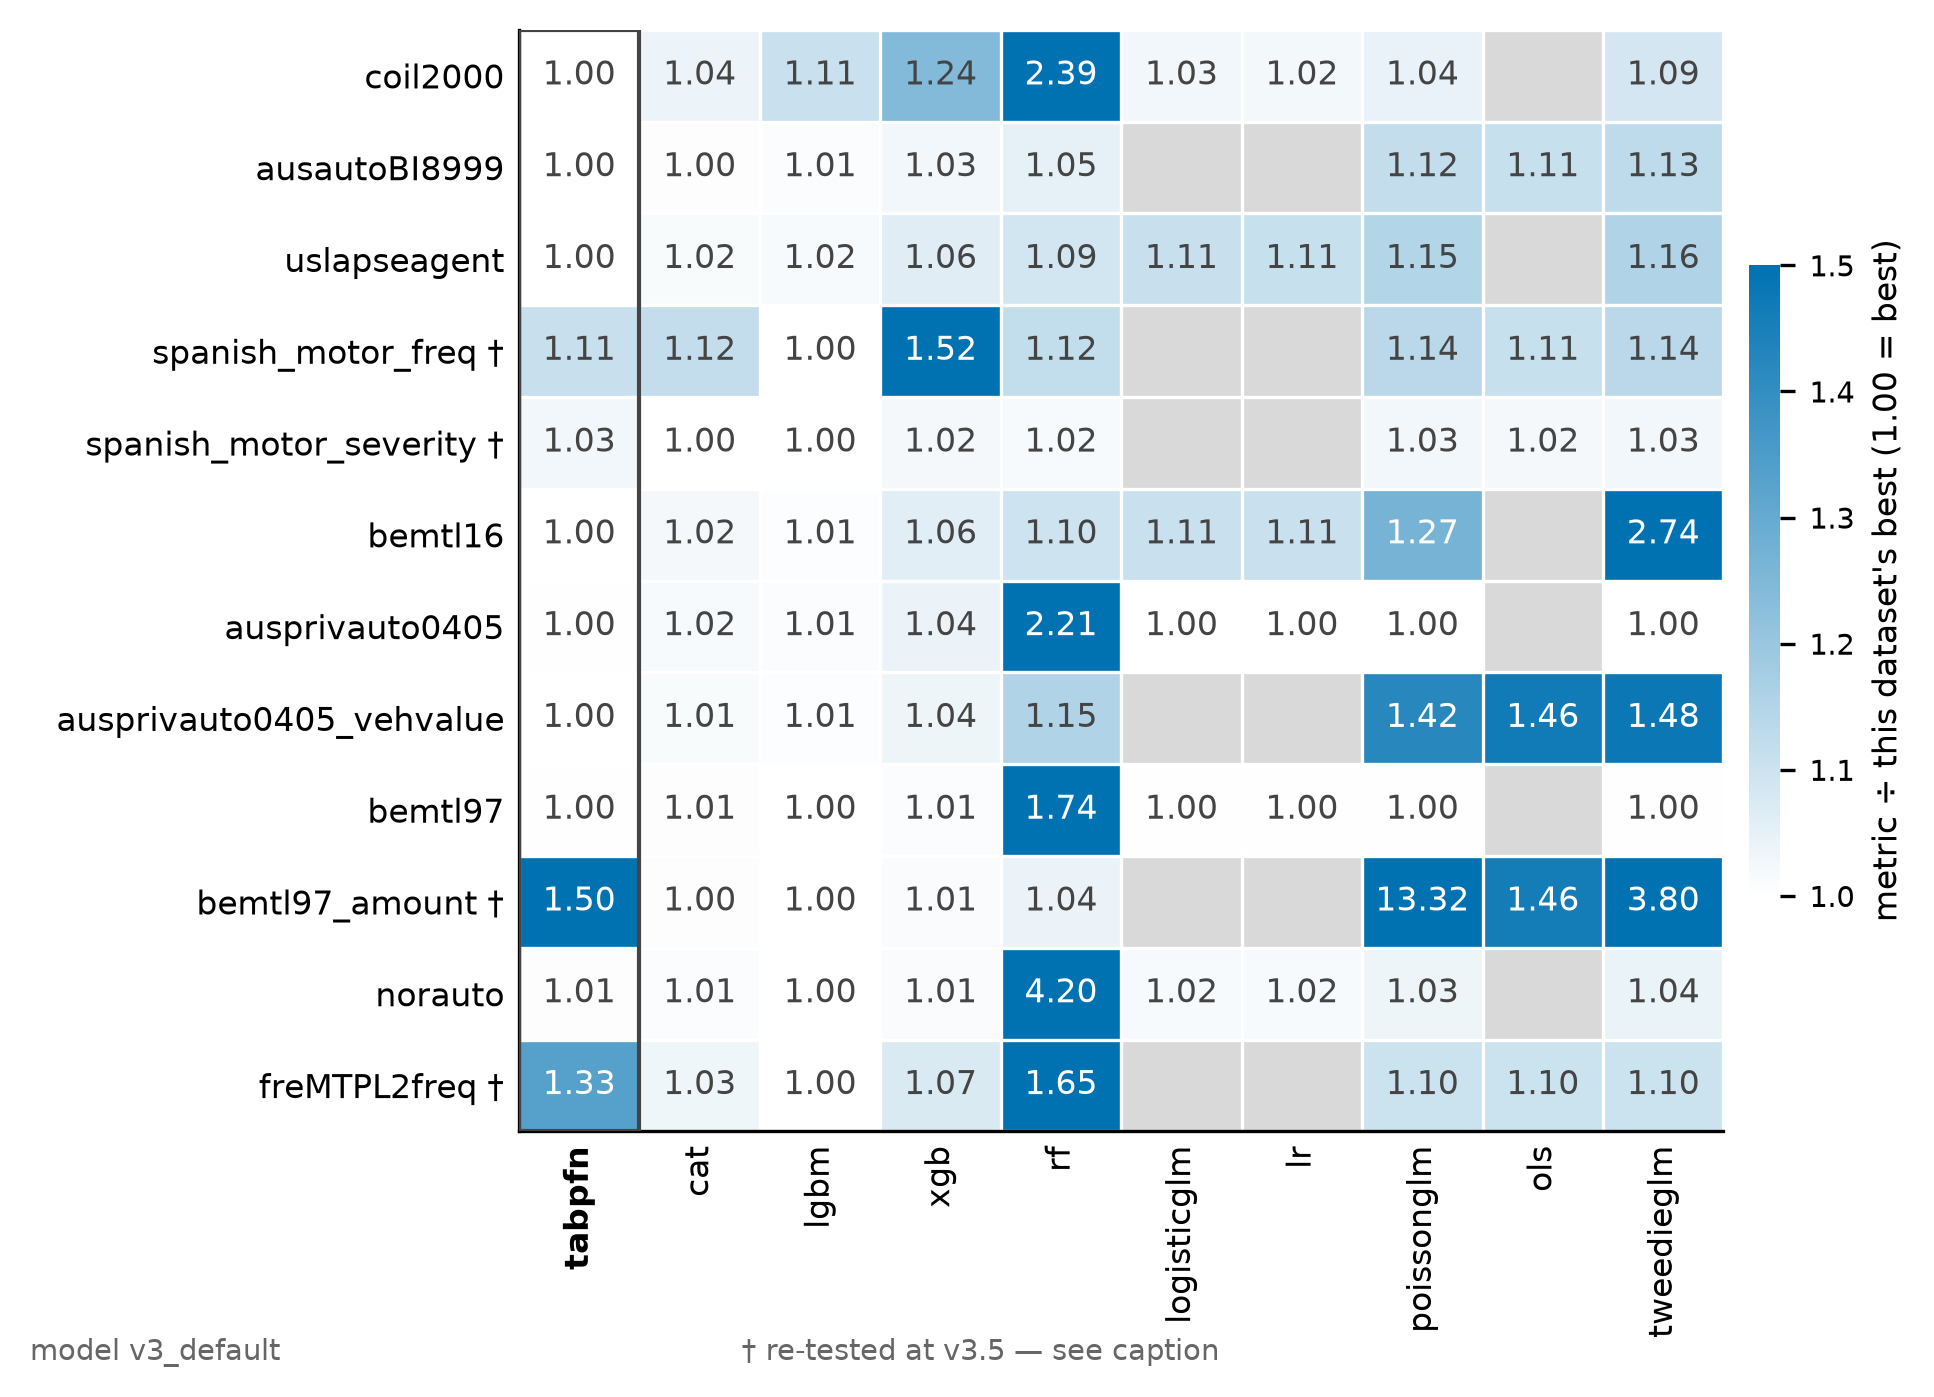 coil2000 1.00 1.04 1.11 1.24 2.39 1.03 1.02 1.04 1.09
ausautoBI8999 1.00 1.00 1.01 1.03 1.05 1.12 1.11 1.13
uslapseagent 1.00 1.02 1.02 1.06 1.09 1.11 1.11 1.15 1.16
spanish_motor_freq † 1.11 1.12 1.00 1.52 1.12 1.14 1.11 1.14
spanish_motor_severity † 1.03 1.00 1.00 1.02 1.02 1.03 1.02 1.03
bemtl16 1.00 1.02 1.01 1.06 1.10 1.11 1.11 1.27 2.74
ausprivauto0405 1.00 1.02 1.01 1.04 2.21 1.00 1.00 1.00 1.00
ausprivauto0405_vehvalue 1.00 1.01 1.01 1.04 1.15 1.42 1.46 1.48
bemtl97 1.00 1.01 1.00 1.01 1.74 1.00 1.00 1.00 1.00
bemtl97_amount † 1.50 1.00 1.00 1.01 1.04 13.32 1.46 3.80
norauto 1.01 1.01 1.00 1.01 4.20 1.02 1.02 1.03 1.04
freMTPL2freq † 1.33 1.03 1.00 1.07 1.65 1.10 1.10 1.10
tabpfn
cat
lgbm
xgb
rf
logisticglm
lr
poissonglm
ols
tweedieglm
1.5
1.4
1.3
1.2
1.1
1.0
metric ÷ this dataset's best (1.00 = best)
model v3_default
† re-tested at v3.5 — see caption